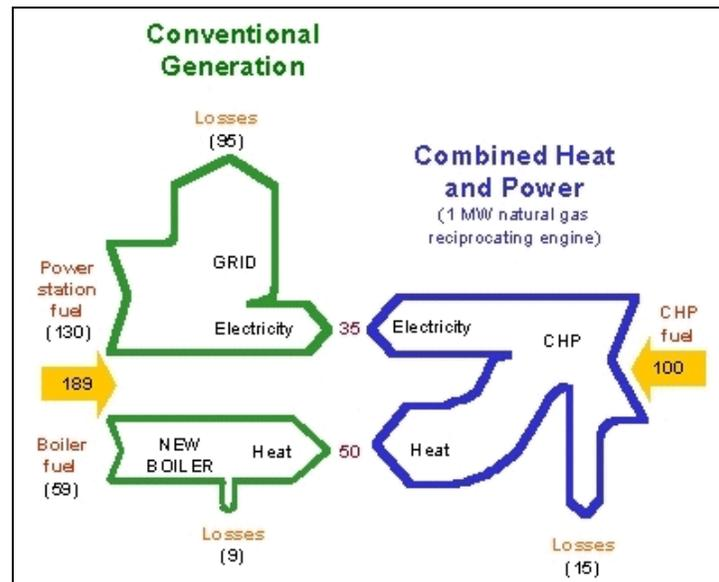 Conventional
Generation
Losses
(95)
Combined Heat
and Power
(1 MW natural gas
reciprocating engine)
GRID
Power
station
fuel
(130)
Electricity
35
Electricity
CHP
CHP
fuel
189
100
Boiler
fuel
(59)
NEW
BOILER
Heat
50
Heat
Losses
(9)
Losses
(15)